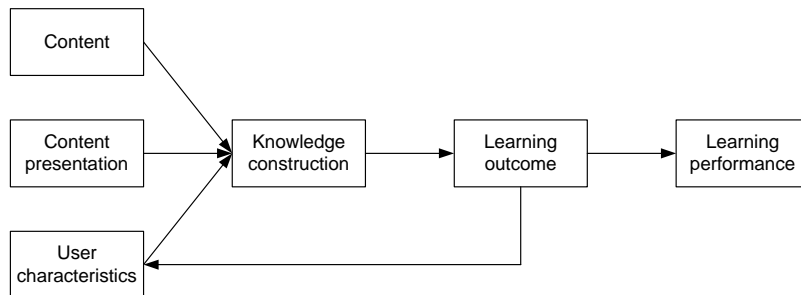 Content
Content
presentation
Knowledge
construction
Learning
outcome
Learning
performance
User
characteristics